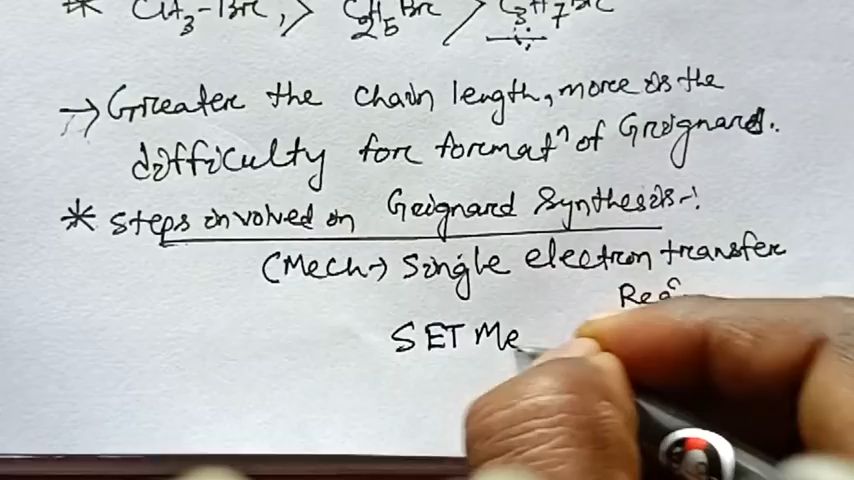 * CH3-Br, > C2H5Br > C3H7Br
→ Greater the chain length, more is the
difficulty for formatⁿ of Grignard.
* Steps involved in Grignard Synthesis:-
(Mech→ Single electron transfer
SET Me